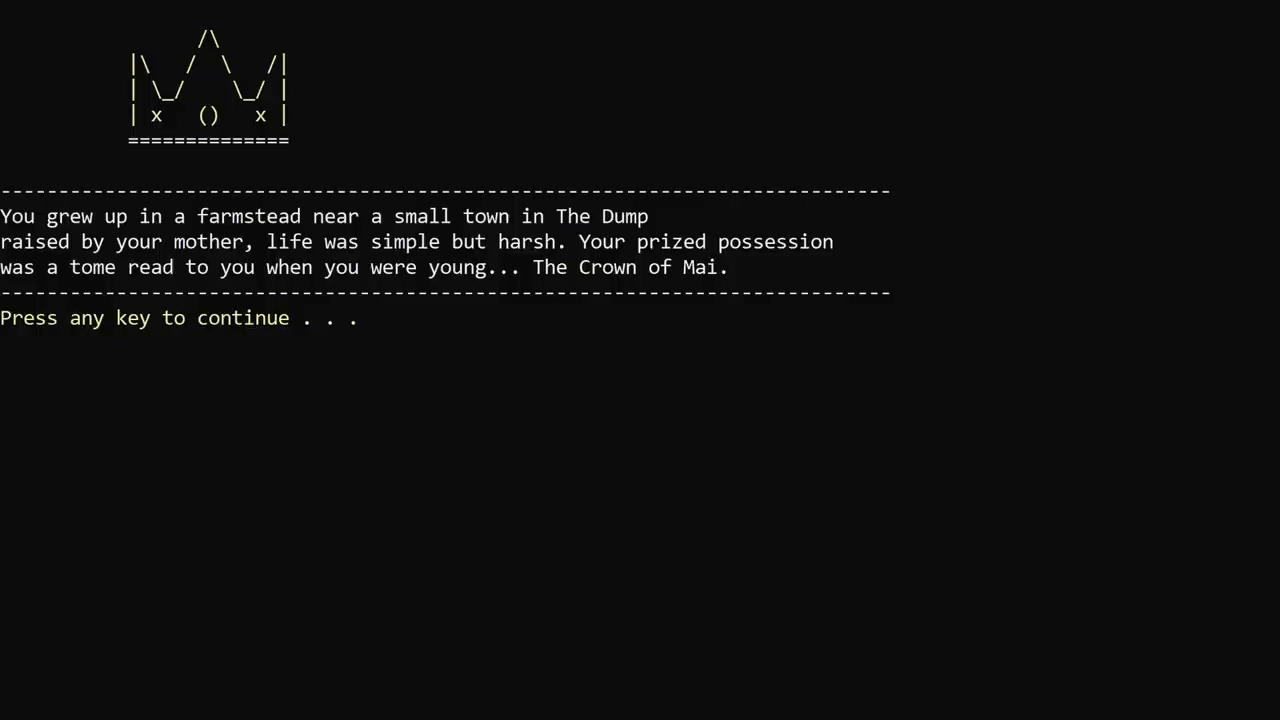 /\
|\   /  \   /|
| \_/    \_/ |
| x   ()   x |
==============
-----------------------------------------------------------------------------
You grew up in a farmstead near a small town in The Dump
raised by your mother, life was simple but harsh. Your prized possession
was a tome read to you when you were young... The Crown of Mai.
-----------------------------------------------------------------------------
Press any key to continue . . .